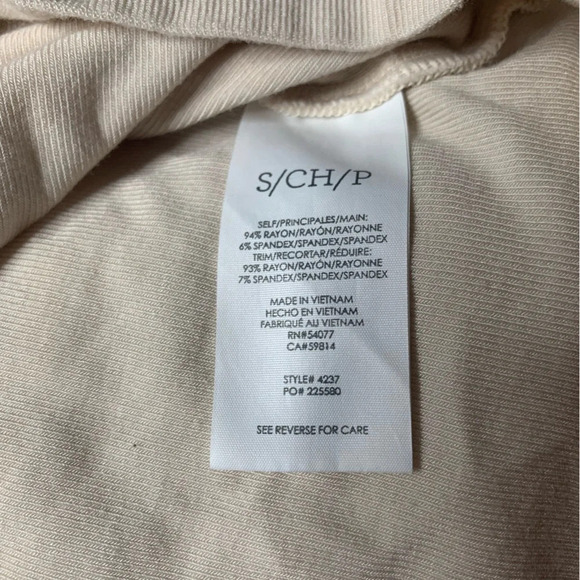 S/CH/P
SELF/PRINCIPALES/MAIN:
94% RAYON/RAYÓN/RAYONNE
6% SPANDEX/SPANDEX/SPANDEX
TRIM/RECORTAR/RÉDUIRE:
93% RAYON/RAYÓN/RAYONNE
7% SPANDEX/SPANDEX/SPANDEX
MADE IN VIETNAM
HECHO EN VIETNAM
FABRIQUÉ AU VIETNAM
RN#54077
CA#59814
STYLE# 4237
PO# 225580
SEE REVERSE FOR CARE